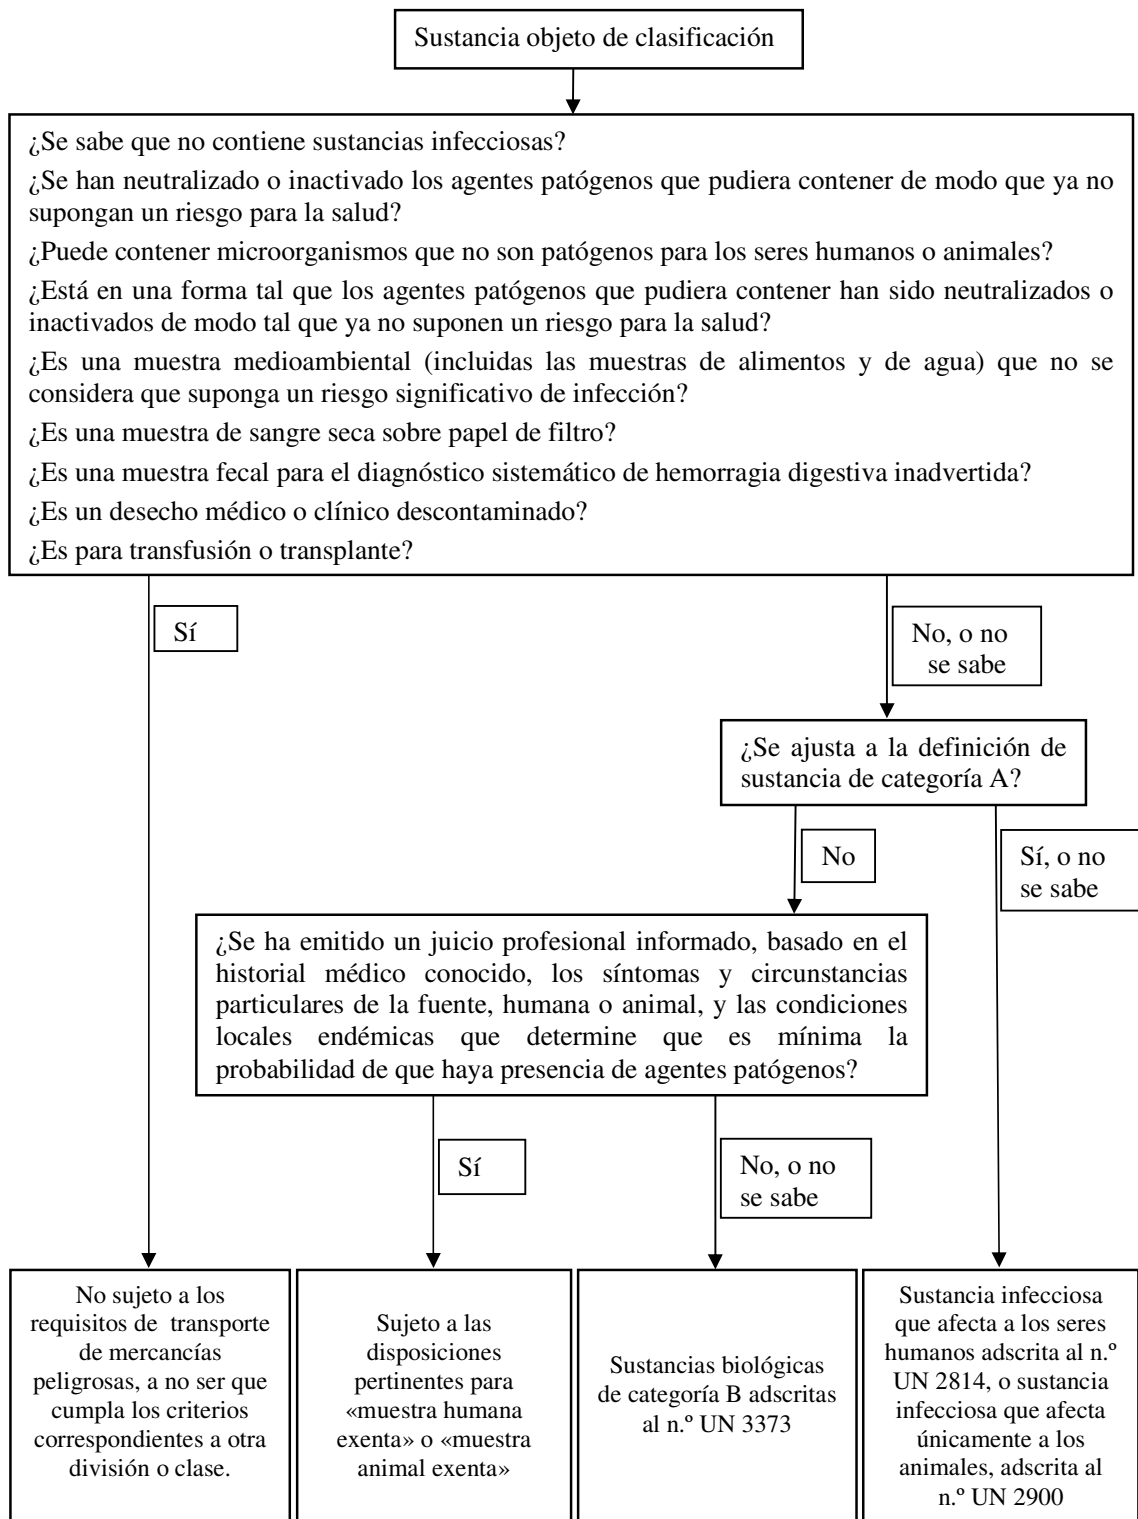 Sustancia objeto de clasificación
¿Se sabe que no contiene sustancias infecciosas?
¿Se han neutralizado o inactivado los agentes patógenos que pudiera contener de modo que ya no
supongan un riesgo para la salud?
¿Puede contener microorganismos que no son patógenos para los seres humanos o animales?
¿Está en una forma tal que los agentes patógenos que pudiera contener han sido neutralizados o
inactivados de modo tal que ya no suponen un riesgo para la salud?
¿Es una muestra medioambiental (incluidas las muestras de alimentos y de agua) que no se
considera que suponga un riesgo significativo de infección?
¿Es una muestra de sangre seca sobre papel de filtro?
¿Es una muestra fecal para el diagnóstico sistemático de hemorragia digestiva inadvertida?
¿Es un desecho médico o clínico descontaminado?
¿Es para transfusión o transplante?
Sí
No, o no
se sabe
¿Se ajusta a la definición de
sustancia de categoría A?
No
Sí, o no
se sabe
¿Se ha emitido un juicio profesional informado, basado en el
historial médico conocido, los síntomas y circunstancias
particulares de la fuente, humana o animal, y las condiciones
locales endémicas que determine que es mínima la
probabilidad de que haya presencia de agentes patógenos?
Sí
No, o no
se sabe
No sujeto a los
requisitos de transporte
de mercancías
peligrosas, a no ser que
cumpla los criterios
correspondientes a otra
división o clase.
Sujeto a las
disposiciones
pertinentes para
«muestra humana
exenta» o «muestra
animal exenta»
Sustancias biológicas
de categoría B adscritas
al n.º UN 3373
Sustancia infecciosa
que afecta a los seres
humanos adscrita al n.º
UN 2814, o sustancia
infecciosa que afecta
únicamente a los
animales, adscrita al
n.º UN 2900